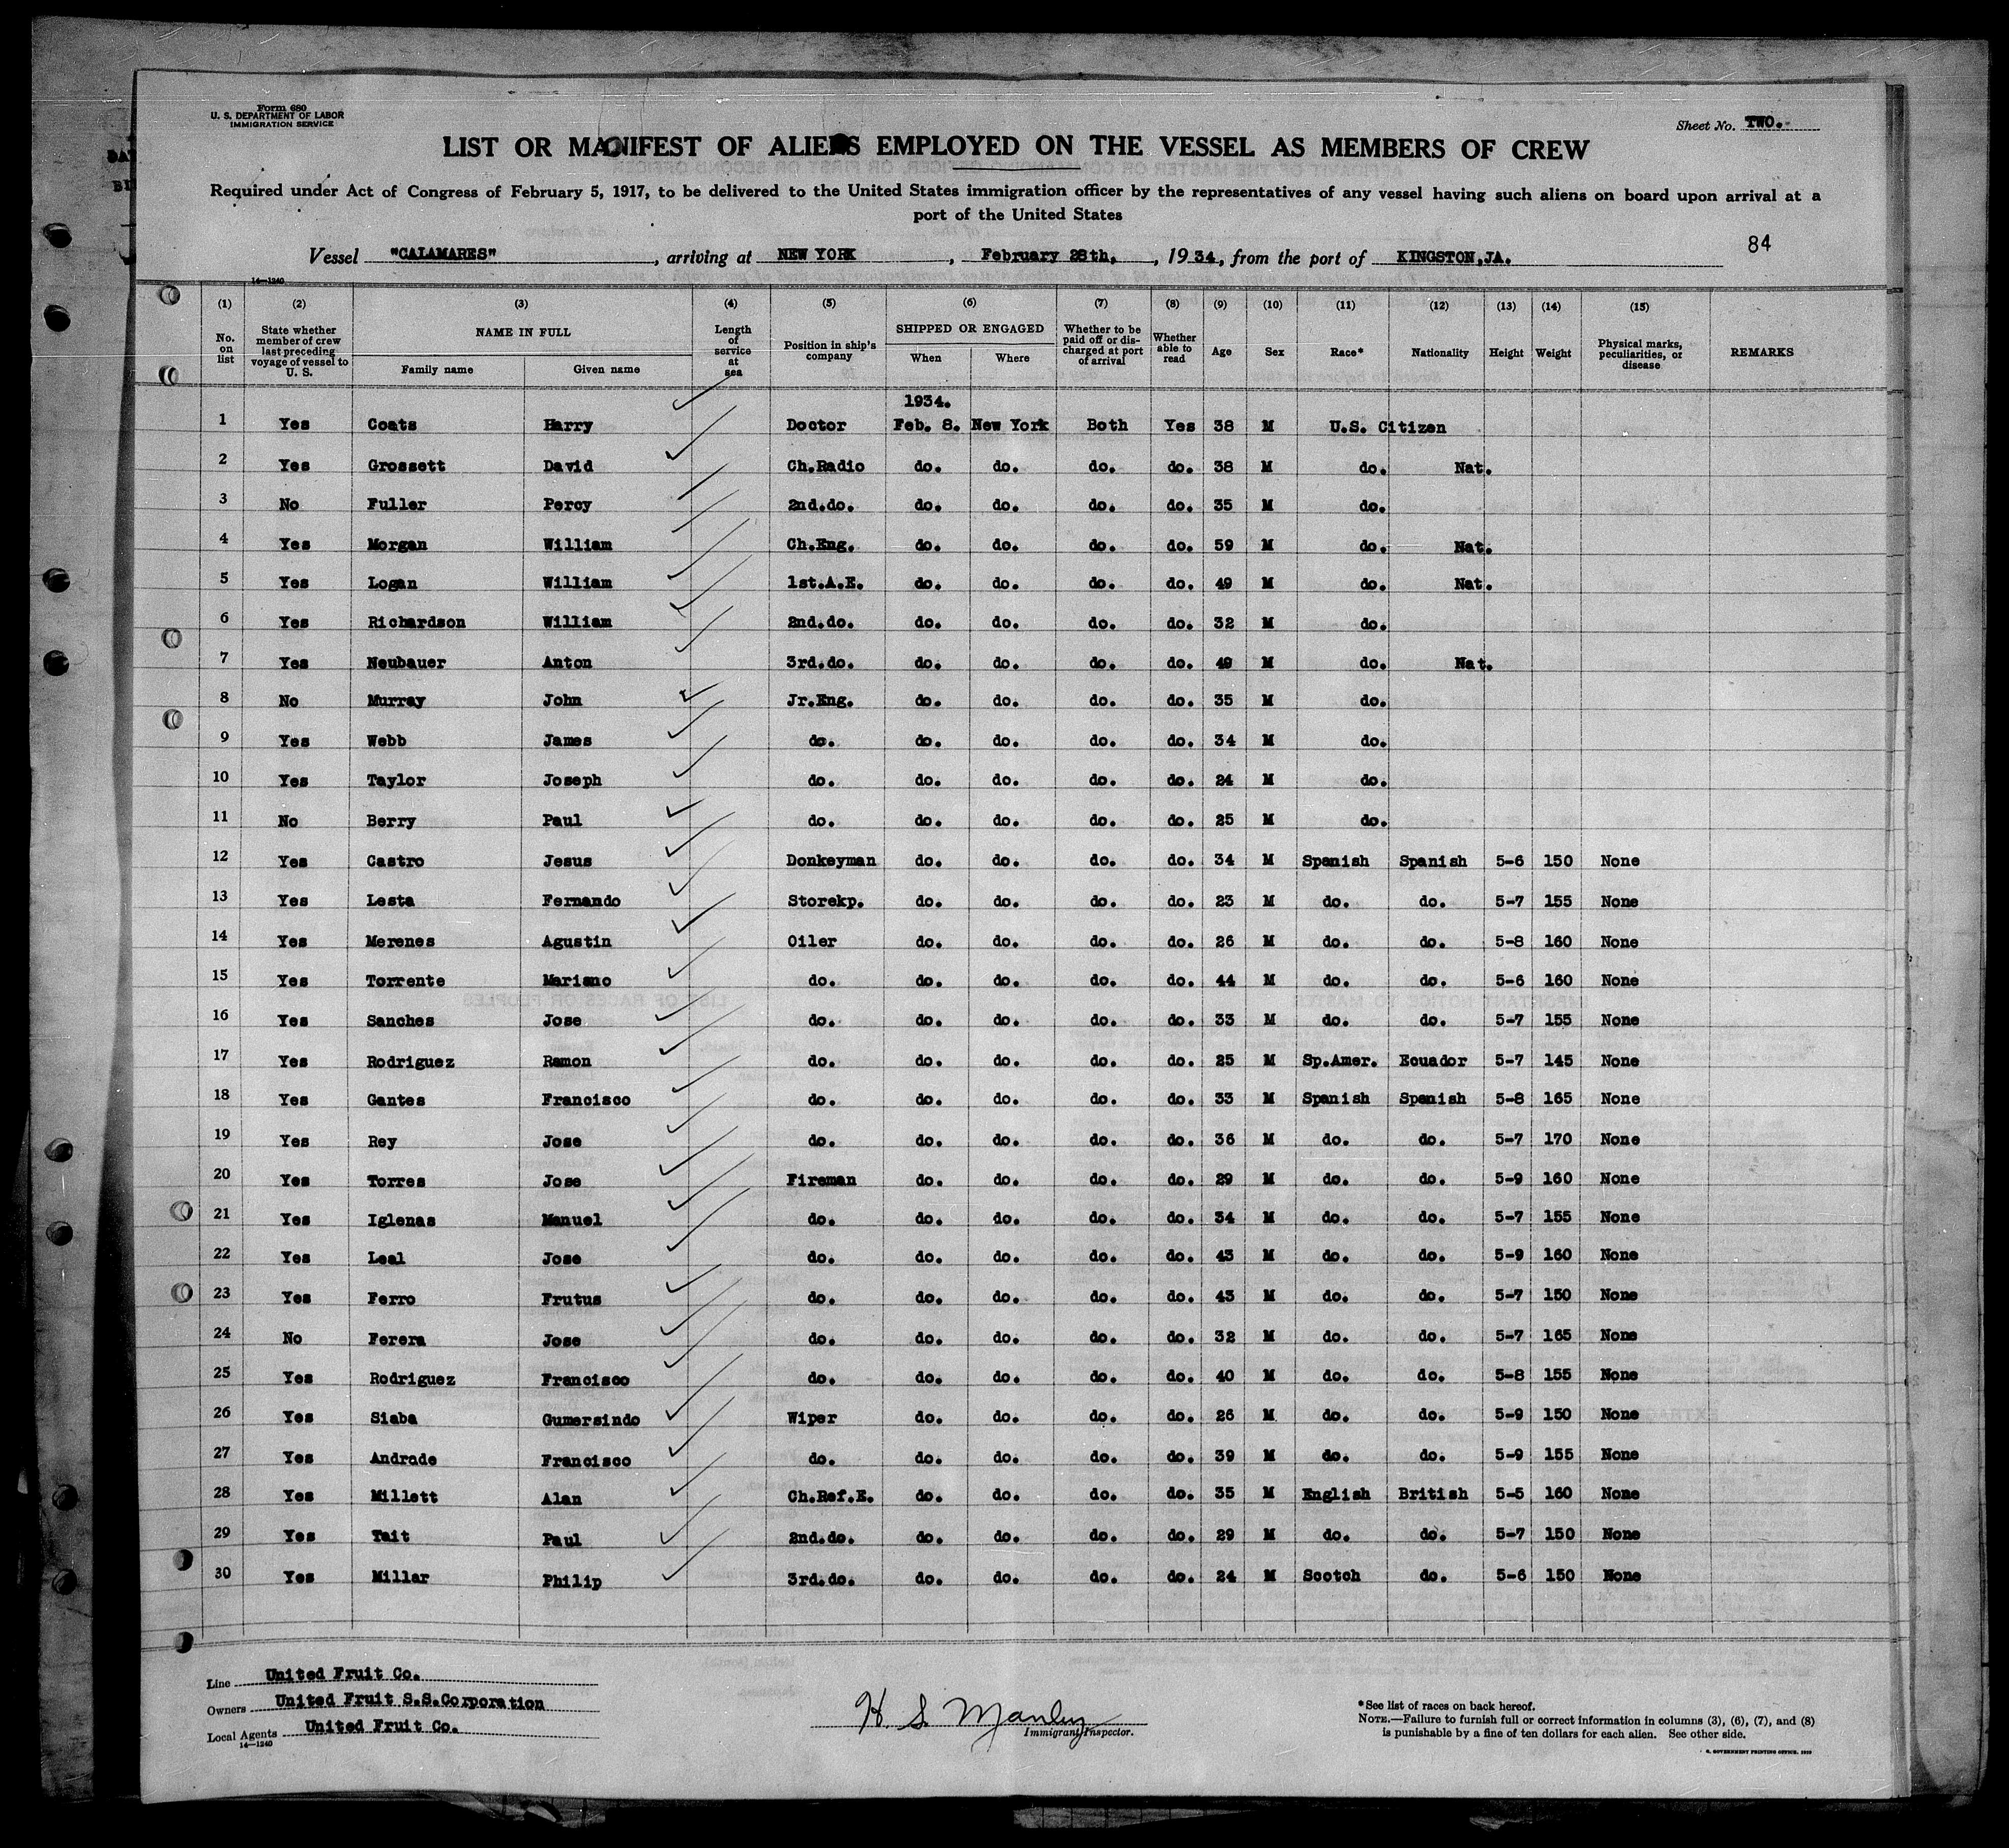 Form 680
U. S. DEPARTMENT OF LABOR
IMMIGRATION SERVICE
Sheet No. TWO.
LIST OR MANIFEST OF ALIENS EMPLOYED ON THE VESSEL AS MEMBERS OF CREW
Required under Act of Congress of February 5, 1917, to be delivered to the United States immigration officer by the representatives of any vessel having such aliens on board upon arrival at a
port of the United States
84
Vessel "CALAMARES", arriving at NEW YORK, February 28th, 1934, from the port of KINGSTON,JA.
14—1240
(1) (2) (3) (4) (5) (6) (7) (8) (9) (10) (11) (12) (13) (14) (15)
No. on list State whether member of crew last preceding voyage of vessel to U. S. NAME IN FULL Family name Given name Length of service at sea Position in ship's company SHIPPED OR ENGAGED When Where Whether to be paid off or discharged at port of arrival Whether able to read Age Sex Race* Nationality Height Weight Physical marks, peculiarities, or disease REMARKS
1934.
1 Yes Coats Harry Doctor Feb. 8. New York Both Yes 38 M U.S. Citizen
2 Yes Grossett David Ch.Radio do. do. do. do. 38 M do. Nat.
3 No Fuller Percy 2nd.do. do. do. do. do. 35 M do.
4 Yes Morgan William Ch.Eng. do. do. do. do. 59 M do. Nat.
5 Yes Logan William 1st.A.E. do. do. do. do. 49 M do. Nat.
6 Yes Richardson William 2nd.do. do. do. do. do. 32 M do.
7 Yes Neubauer Anton 3rd.do. do. do. do. do. 49 M do. Nat.
8 No Murray John Jr.Eng. do. do. do. do. 35 M do.
9 Yes Webb James do. do. do. do. do. 34 M do.
10 Yes Taylor Joseph do. do. do. do. do. 24 M do.
11 No Berry Paul do. do. do. do. do. 25 M do.
12 Yes Castro Jesus Donkeyman do. do. do. do. 34 M Spanish Spanish 5-6 150 None
13 Yes Lesta Fernando Storekp. do. do. do. do. 23 M do. do. 5-7 155 None
14 Yes Merenes Agustin Oiler do. do. do. do. 26 M do. do. 5-8 160 None
15 Yes Torrente Mariano do. do. do. do. do. 44 M do. do. 5-6 160 None
16 Yes Sanches Jose do. do. do. do. do. 33 M do. do. 5-7 155 None
17 Yes Rodriguez Ramon do. do. do. do. do. 25 M Sp.Amer. Ecuador 5-7 145 None
18 Yes Gantes Francisco do. do. do. do. do. 33 M Spanish Spanish 5-8 165 None
19 Yes Rey Jose do. do. do. do. do. 36 M do. do. 5-7 170 None
20 Yes Torres Jose Fireman do. do. do. do. 29 M do. do. 5-9 160 None
21 Yes Iglenas Manuel do. do. do. do. do. 34 M do. do. 5-7 155 None
22 Yes Leal Jose do. do. do. do. do. 43 M do. do. 5-9 160 None
23 Yes Ferro Frutus do. do. do. do. do. 43 M do. do. 5-7 150 None
24 No Ferera Jose do. do. do. do. do. 32 M do. do. 5-7 165 None
25 Yes Rodriguez Francisco do. do. do. do. do. 40 M do. do. 5-8 155 None
26 Yes Siaba Gumersindo Wiper do. do. do. do. 26 M do. do. 5-9 150 None
27 Yes Andrade Francisco do. do. do. do. do. 39 M do. do. 5-9 155 None
28 Yes Millett Alan Ch.Ref.E. do. do. do. do. 35 M English British 5-5 160 None
29 Yes Tait Paul 2nd.do. do. do. do. do. 29 M do. do. 5-7 150 None
30 Yes Millar Philip 3rd.do. do. do. do. do. 24 M Scotch do. 5-6 150 None
Line United Fruit Co.
Owners United Fruit S.S.Corporation
Local Agents United Fruit Co.
14—1240
H. S. Manley
Immigrant Inspector.
*See list of races on back hereof.
NOTE.—Failure to furnish full or correct information in columns (3), (6), (7), and (8)
is punishable by a fine of ten dollars for each alien. See other side.
GOVERNMENT PRINTING OFFICE